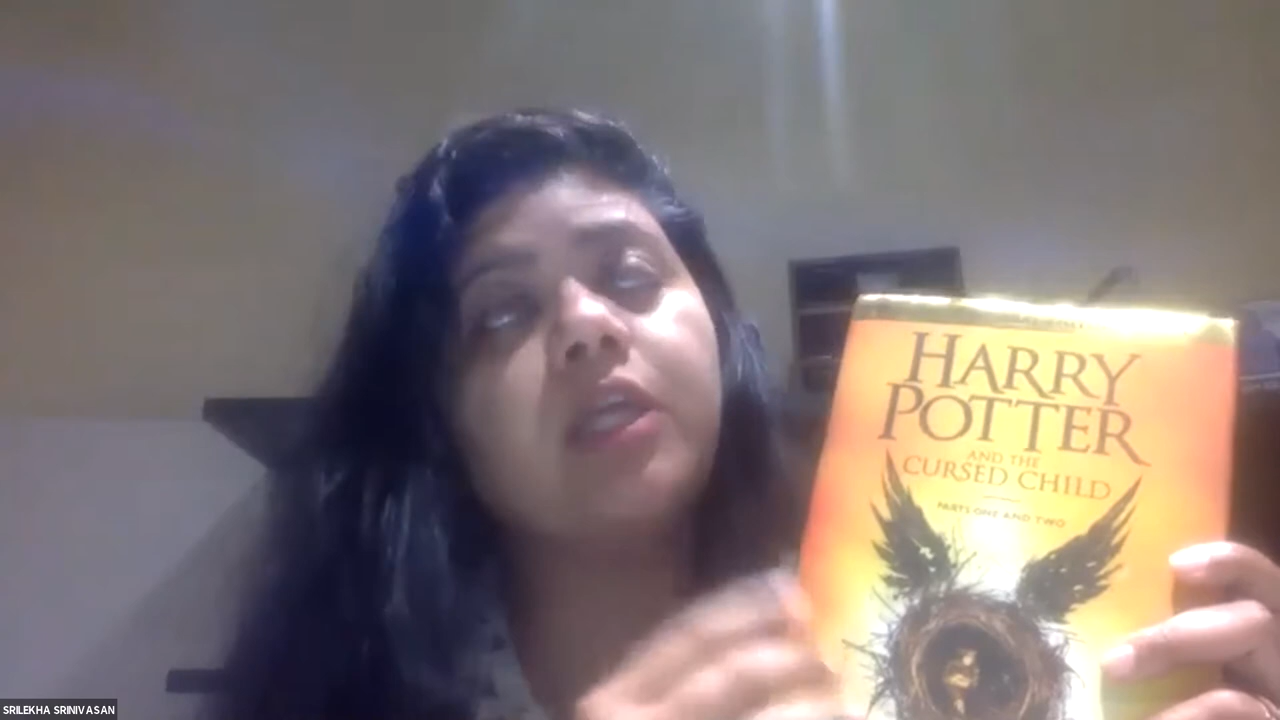 HARRY
POTTER
AND THE
CURSED CHILD
PARTS ONE AND TWO
SRILEKHA SRINIVASAN